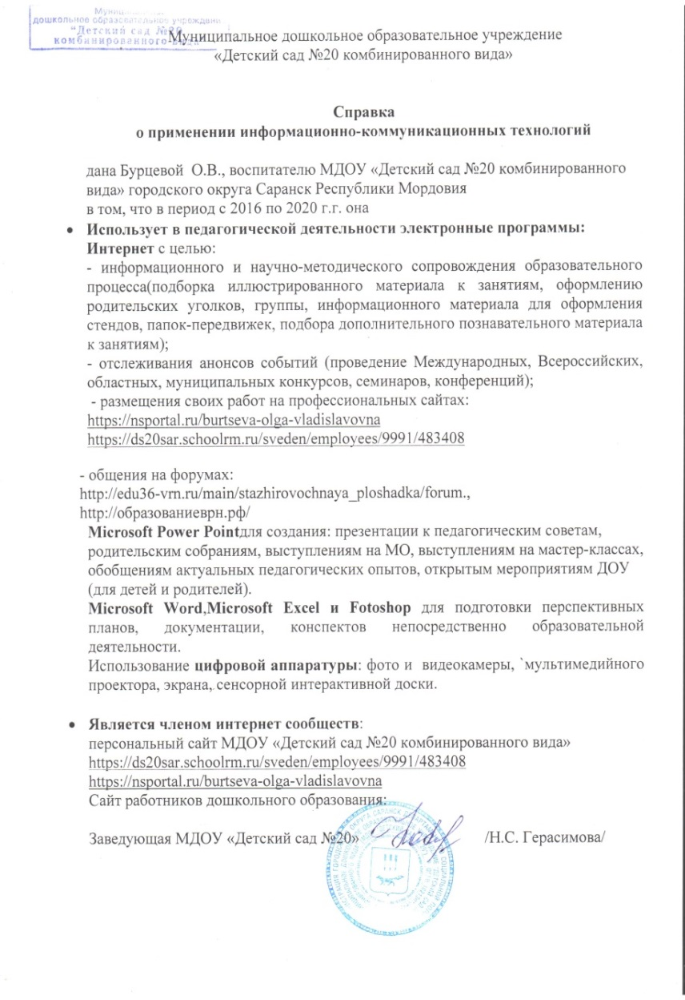 Муниципальное
дошкольное образовательное учреждение
"Детский сад №20
комбинированного вида"
Муниципальное дошкольное образовательное учреждение
«Детский сад №20 комбинированного вида»
Справка
о применении информационно-коммуникационных технологий
дана Бурцевой О.В., воспитателю МДОУ «Детский сад №20 комбинированного
вида» городского округа Саранск Республики Мордовия
в том, что в период с 2016 по 2020 г.г. она
• Использует в педагогической деятельности электронные программы:
Интернет с целью:
- информационного и научно-методического сопровождения образовательного
процесса(подборка иллюстрированного материала к занятиям, оформлению
родительских уголков, группы, информационного материала для оформления
стендов, папок-передвижек, подбора дополнительного познавательного материала
к занятиям);
- отслеживания анонсов событий (проведение Международных, Всероссийских,
областных, муниципальных конкурсов, семинаров, конференций);
- размещения своих работ на профессиональных сайтах:
https://nsportal.ru/burtseva-olga-vladislavovna
https://ds20sar.schoolrm.ru/sveden/employees/9991/483408
- общения на форумах:
http://edu36-vrn.ru/main/stazhirovochnaya_ploshadka/forum.,
http://образованиеврн.рф/
Microsoft Power Pointдля создания: презентации к педагогическим советам,
родительским собраниям, выступлениям на МО, выступлениям на мастер-классах,
обобщениям актуальных педагогических опытов, открытым мероприятиям ДОУ
(для детей и родителей).
Microsoft Word,Microsoft Excel и Fotoshop для подготовки перспективных
планов, документации, конспектов непосредственно образовательной
деятельности.
Использование цифровой аппаратуры: фото и видеокамеры, `мультимедийного
проектора, экрана, сенсорной интерактивной доски.
• Является членом интернет сообществ:
персональный сайт МДОУ «Детский сад №20 комбинированного вида»
https://ds20sar.schoolrm.ru/sveden/employees/9991/483408
https://nsportal.ru/burtseva-olga-vladislavovna
Сайт работников дошкольного образования:
Заведующая МДОУ «Детский сад №20» /Н.С. Герасимова/